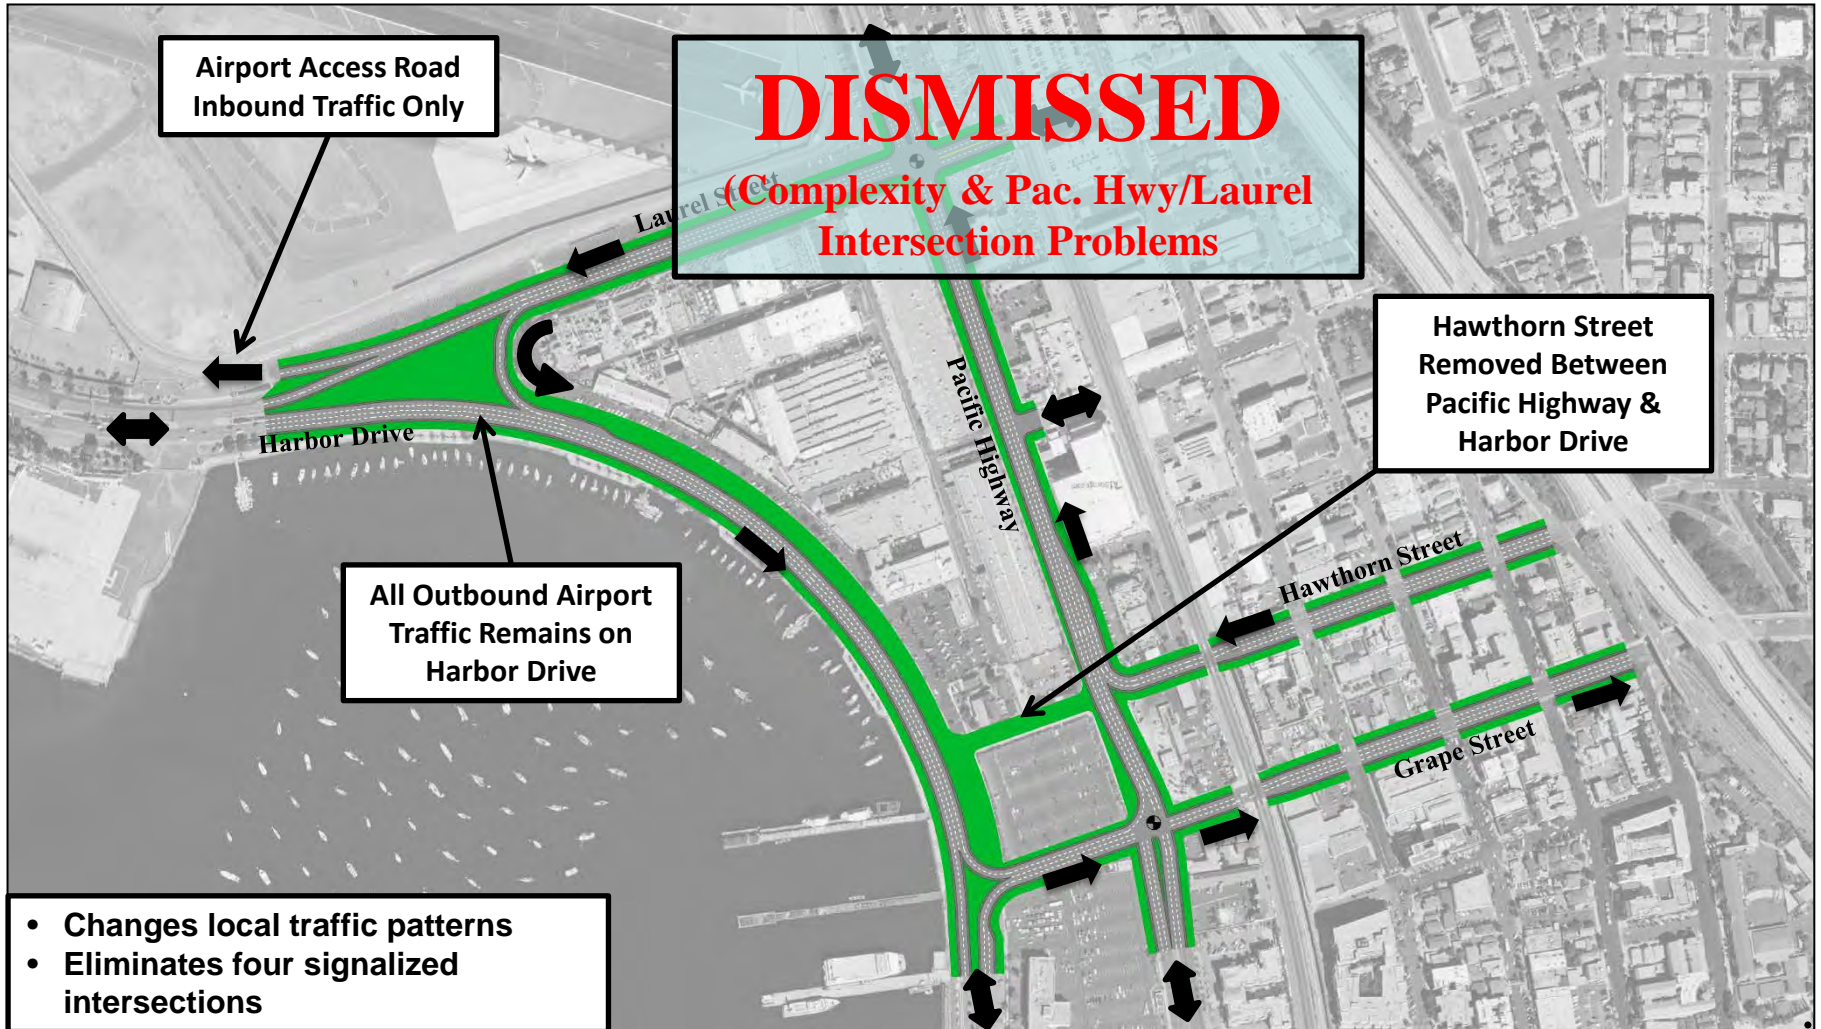 Airport Access Road
Inbound Traffic Only
DISMISSED
(Complexity & Pac. Hwy/Laurel
Intersection Problems
Laurel Street
Hawthorn Street
Removed Between
Pacific Highway &
Harbor Drive
Pacific Highway
Harbor Drive
All Outbound Airport
Traffic Remains on
Harbor Drive
Hawthorn Street
Grape Street
• Changes local traffic patterns
• Eliminates four signalized
intersections